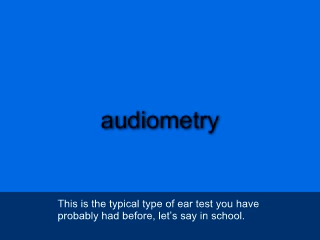 audiometry
This is the typical type of ear test you have
probably had before, let's say in school.